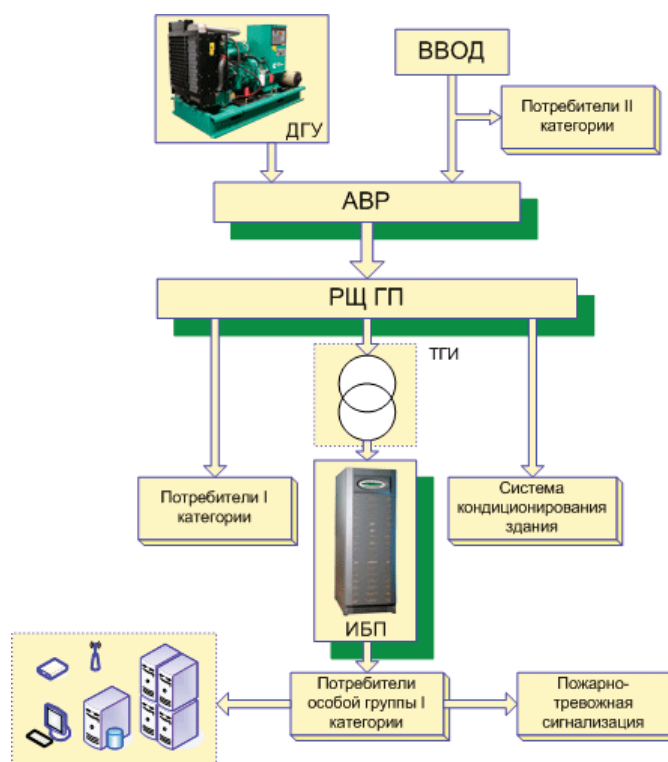 ДГУ
ВВОД
Потребители II
категории
АВР
РЩ ГП
ТГИ
Потребители I
категории
Система
кондиционирования
здания
ИБП
Потребители
особой группы I
категории
Пожарно-
тревожная
сигнализация